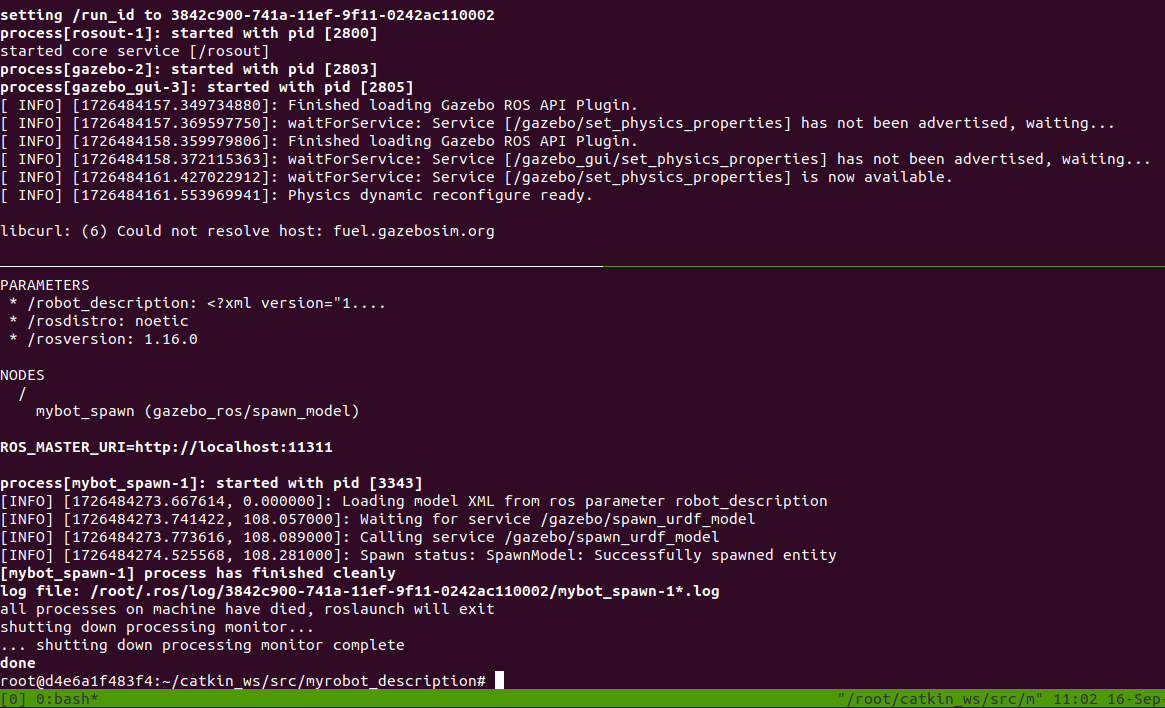 setting /run_id to 3842c900-741a-11ef-9f11-0242ac110002
process[rosout-1]: started with pid [2800]
started core service [/rosout]
process[gazebo-2]: started with pid [2803]
process[gazebo_gui-3]: started with pid [2805]
[ INFO] [1726484157.349734880]: Finished loading Gazebo ROS API Plugin.
[ INFO] [1726484157.369597750]: waitForService: Service [/gazebo/set_physics_properties] has not been advertised, waiting...
[ INFO] [1726484158.359979806]: Finished loading Gazebo ROS API Plugin.
[ INFO] [1726484158.372115363]: waitForService: Service [/gazebo_gui/set_physics_properties] has not been advertised, waiting...
[ INFO] [1726484161.427022912]: waitForService: Service [/gazebo/set_physics_properties] is now available.
[ INFO] [1726484161.553969941]: Physics dynamic reconfigure ready.
libcurl: (6) Could not resolve host: fuel.gazebosim.org
PARAMETERS
 * /robot_description: <?xml version="1....
 * /rosdistro: noetic
 * /rosversion: 1.16.0
NODES
  /
    mybot_spawn (gazebo_ros/spawn_model)
ROS_MASTER_URI=http://localhost:11311
process[mybot_spawn-1]: started with pid [3343]
[INFO] [1726484273.667614, 0.000000]: Loading model XML from ros parameter robot_description
[INFO] [1726484273.741422, 108.057000]: Waiting for service /gazebo/spawn_urdf_model
[INFO] [1726484273.773616, 108.089000]: Calling service /gazebo/spawn_urdf_model
[INFO] [1726484274.525568, 108.281000]: Spawn status: SpawnModel: Successfully spawned entity
[mybot_spawn-1] process has finished cleanly
log file: /root/.ros/log/3842c900-741a-11ef-9f11-0242ac110002/mybot_spawn-1*.log
all processes on machine have died, roslaunch will exit
shutting down processing monitor...
... shutting down processing monitor complete
done
root@d4e6a1f483f4:~/catkin_ws/src/myrobot_description#
[0] 0:bash* "/root/catkin_ws/src/m" 11:02 16-Sep-